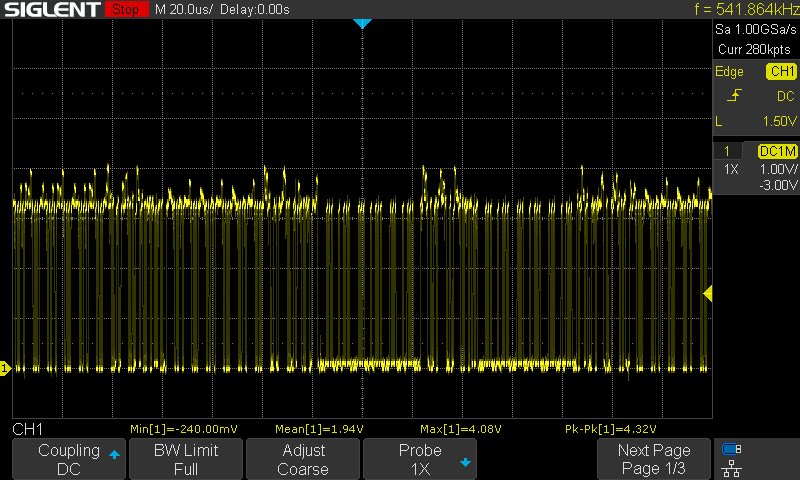 SIGLENT Stop M 20.0us/ Delay:0.00s f = 541.864kHz
Sa 1.00GSa/s
Curr 280kpts
Edge CH1
DC
L 1.50V
1 DC1M
1X 1.00V/
-3.00V
1
CH1 Min[1]=-240.00mV Mean[1]=1.94V Max[1]=4.08V Pk-Pk[1]=4.32V
Coupling BW Limit Adjust Probe Next Page
DC Full Coarse 1X Page 1/3